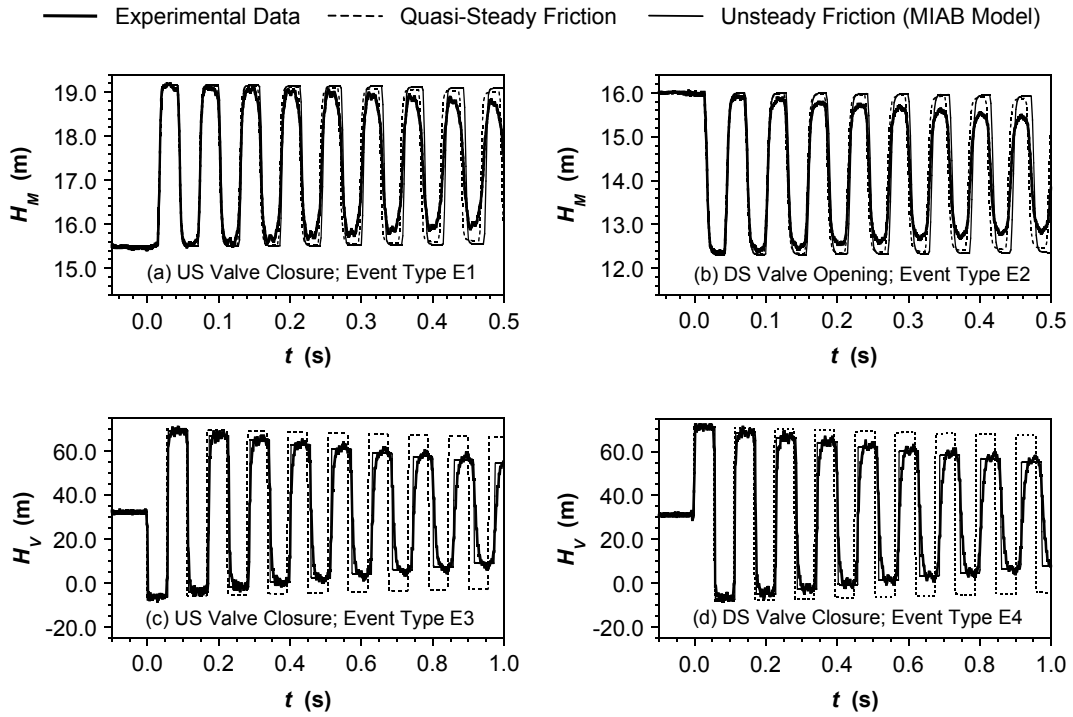 Experimental Data Quasi-Steady Friction Unsteady Friction (MIAB Model)
19.0
18.0
17.0
16.0
15.0
H_M (m)
(a) US Valve Closure; Event Type E1
0.0 0.1 0.2 0.3 0.4 0.5
t (s)
16.0
15.0
14.0
13.0
12.0
H_M (m)
(b) DS Valve Opening; Event Type E2
0.0 0.1 0.2 0.3 0.4 0.5
t (s)
60.0
40.0
20.0
0.0
-20.0
H_V (m)
(c) US Valve Closure; Event Type E3
0.0 0.2 0.4 0.6 0.8 1.0
t (s)
60.0
40.0
20.0
0.0
-20.0
H_V (m)
(d) DS Valve Closure; Event Type E4
0.0 0.2 0.4 0.6 0.8 1.0
t (s)